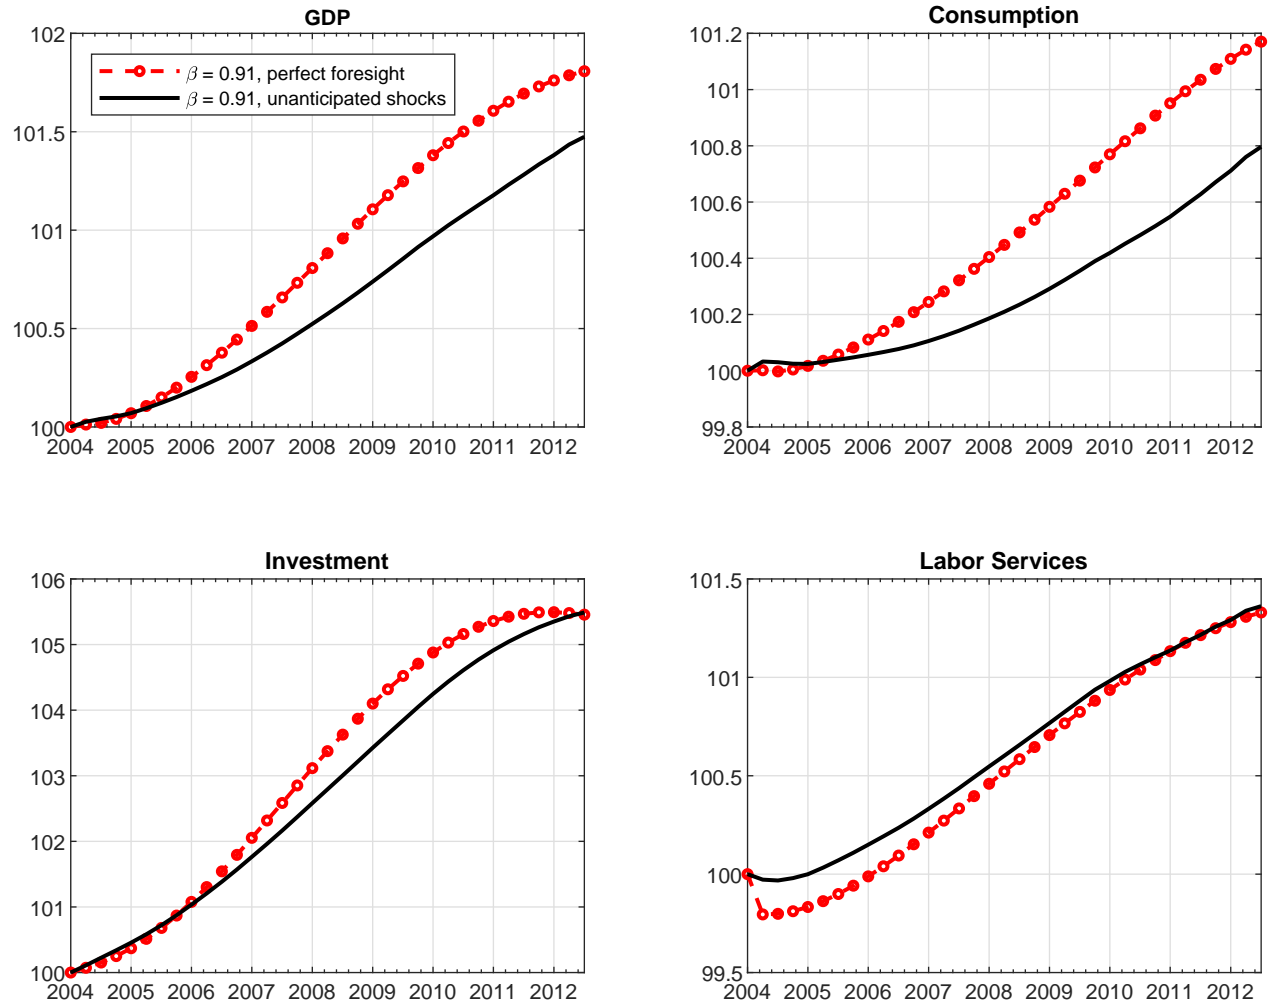 GDP
102
101.5
101
100.5
100
β = 0.91, perfect foresight
β = 0.91, unanticipated shocks
2004 2005 2006 2007 2008 2009 2010 2011 2012
Consumption
101.2
101
100.8
100.6
100.4
100.2
100
99.8
2004 2005 2006 2007 2008 2009 2010 2011 2012
Investment
106
105
104
103
102
101
100
2004 2005 2006 2007 2008 2009 2010 2011 2012
Labor Services
101.5
101
100.5
100
99.5
2004 2005 2006 2007 2008 2009 2010 2011 2012